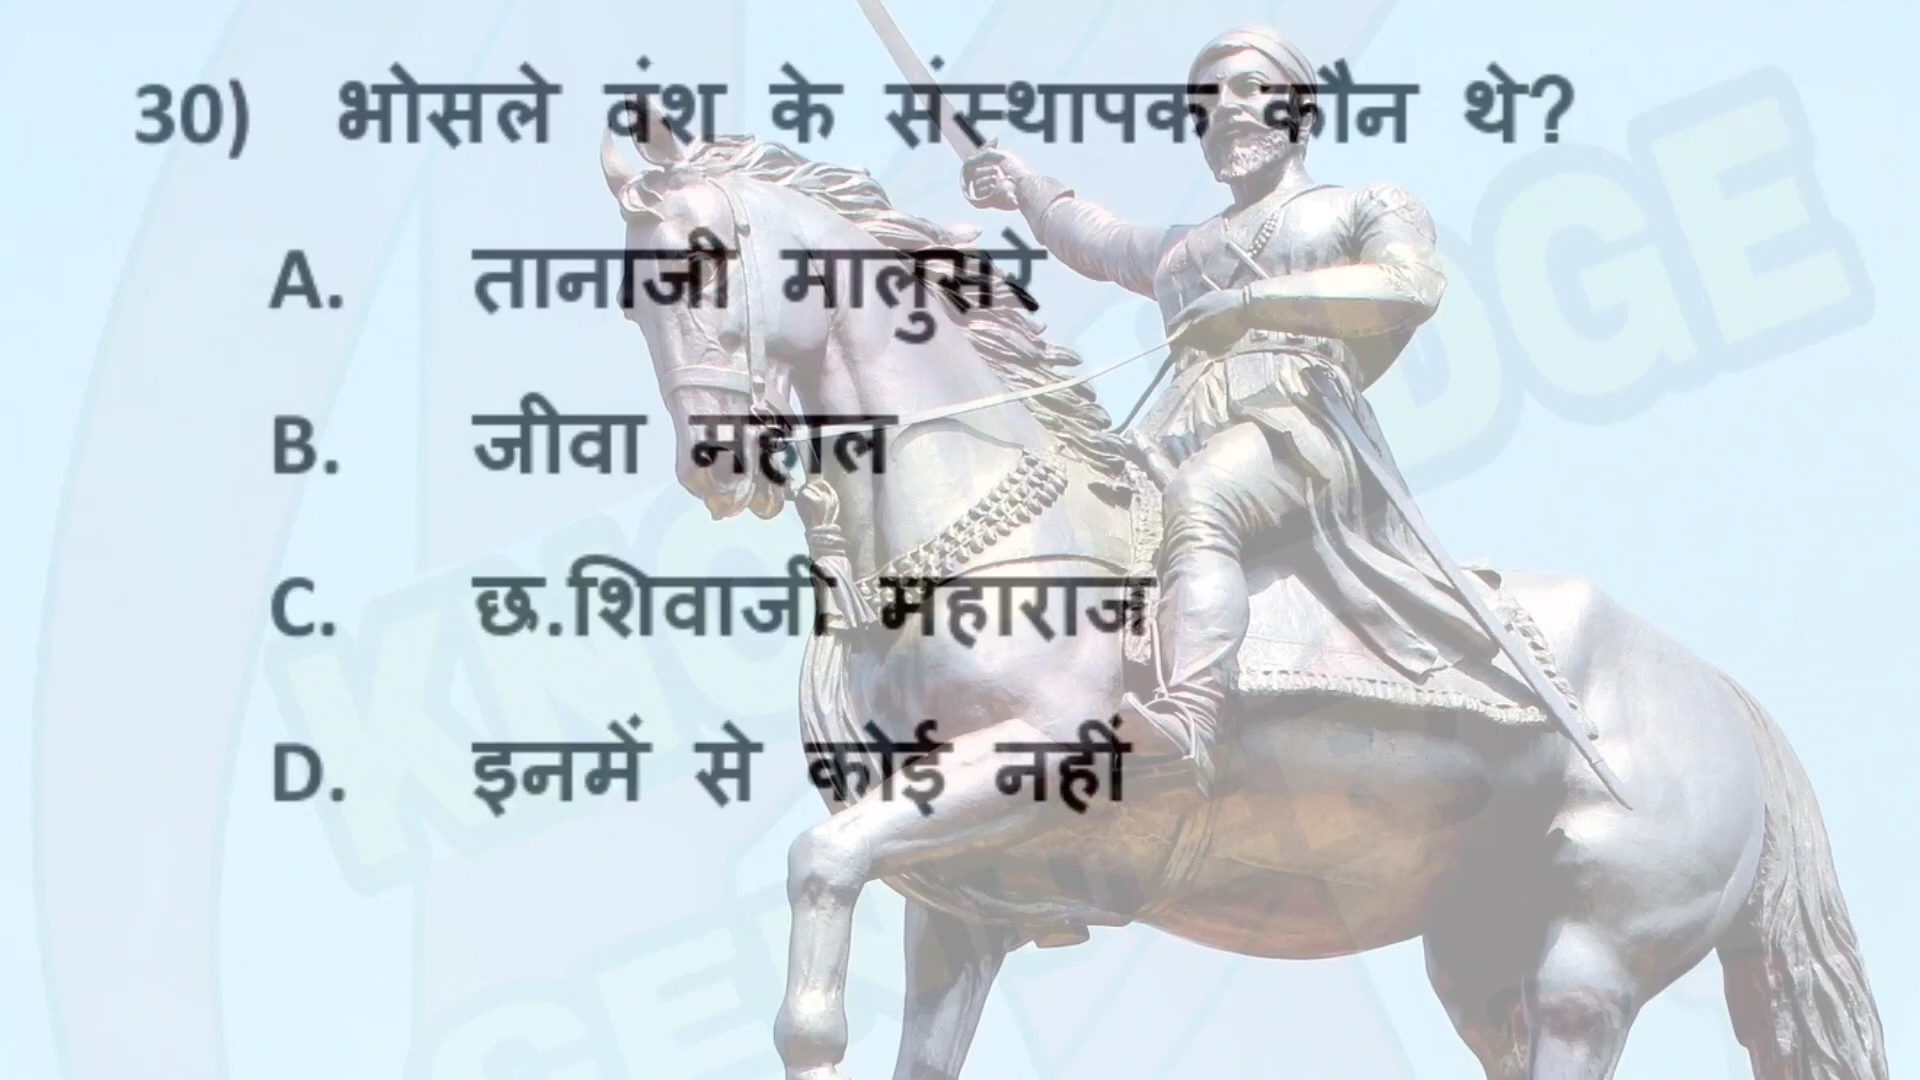 30) भोसले वंश के संस्थापक कौन थे?
A. तानाजी मालुसरे
B. जीवा महाल
C. छ.शिवाजी महाराज
D. इनमें से कोई नहीं